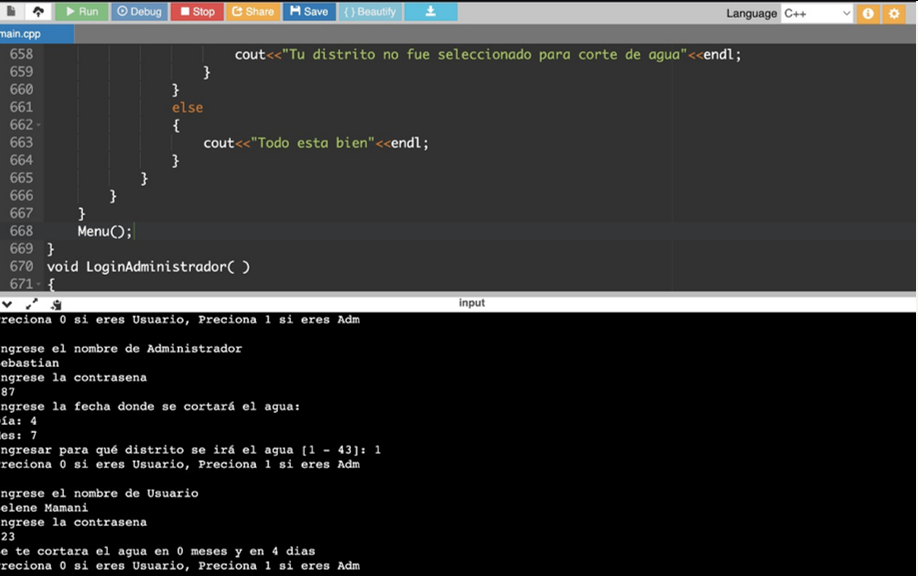 Run Debug Stop Share Save { } Beautify Language C++
main.cpp
658 cout<<"Tu distrito no fue seleccionado para corte de agua"<<endl;
659 }
660 }
661 else
662 {
663 cout<<"Todo esta bien"<<endl;
664 }
665 }
666 }
667 }
668 Menu();
669 }
670 void LoginAdministrador( )
671 {
input
reciona 0 si eres Usuario, Preciona 1 si eres Adm
ngrese el nombre de Administrador
ebastian
ngrese la contrasena
87
ngrese la fecha donde se cortará el agua:
ía: 4
es: 7
ngresar para qué distrito se irá el agua [1 - 43]: 1
reciona 0 si eres Usuario, Preciona 1 si eres Adm
ngrese el nombre de Usuario
elene Mamani
ngrese la contrasena
23
e te cortara el agua en 0 meses y en 4 dias
reciona 0 si eres Usuario, Preciona 1 si eres Adm